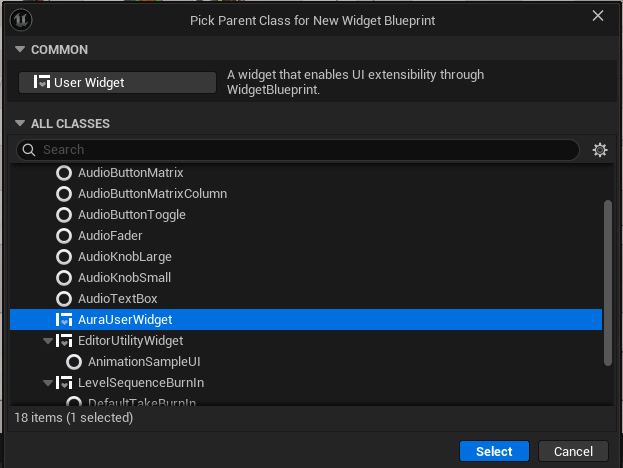 Pick Parent Class for New Widget Blueprint
COMMON
User Widget
A widget that enables UI extensibility through
WidgetBlueprint.
ALL CLASSES
Search
AudioButtonMatrix
AudioButtonMatrixColumn
AudioButtonToggle
AudioFader
AudioKnobLarge
AudioKnobSmall
AudioTextBox
AuraUserWidget
EditorUtilityWidget
AnimationSampleUI
LevelSequenceBurnIn
DefaultTakeBurnIn
18 items (1 selected)
Select
Cancel